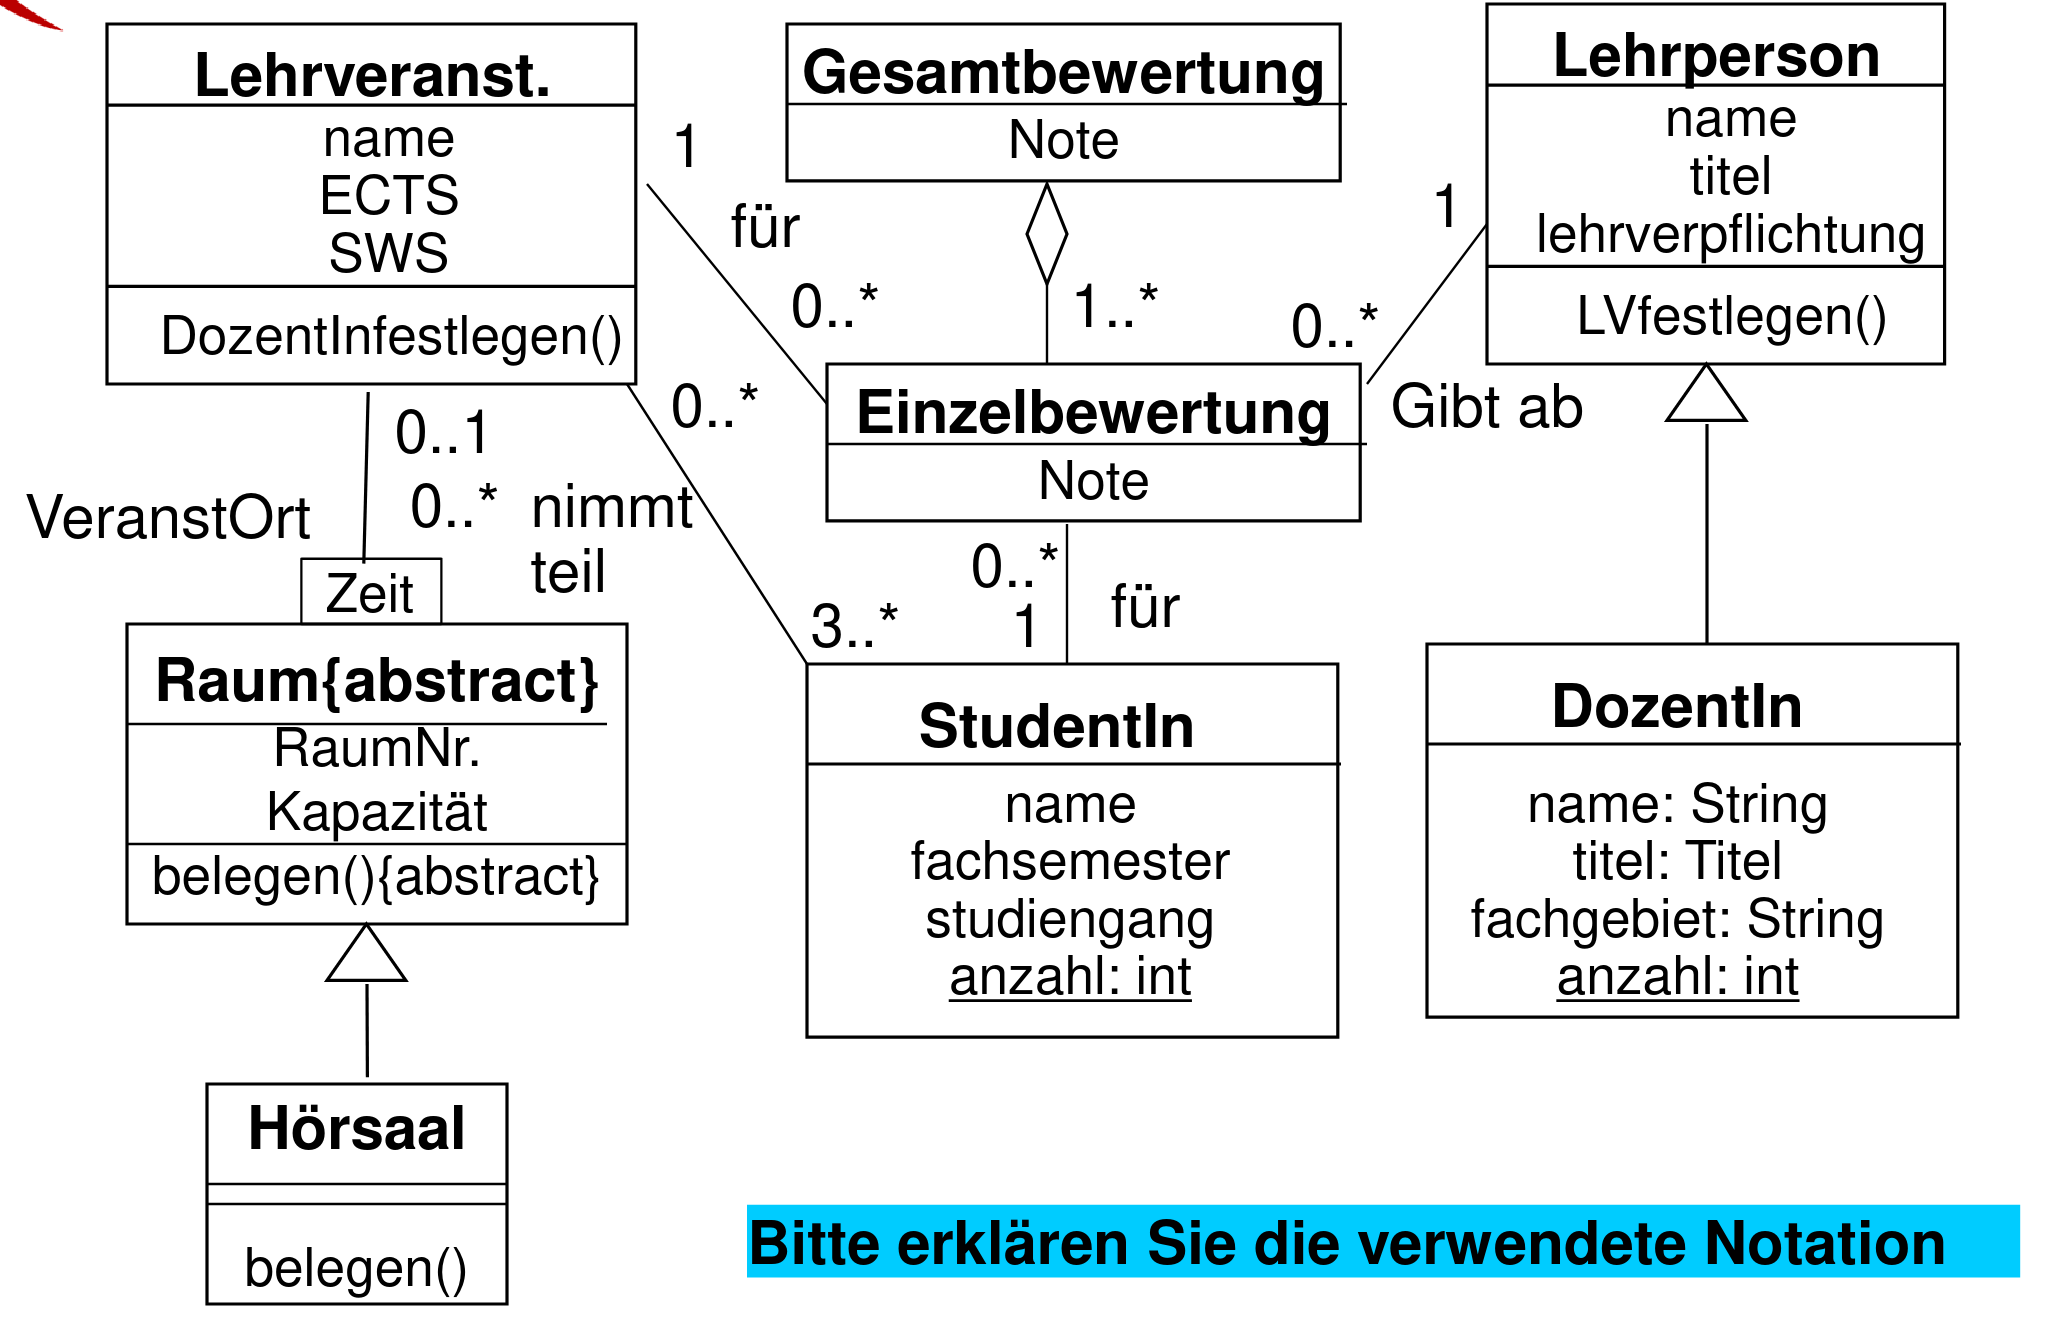 Lehrveranst.
name
ECTS
SWS
DozentInfestlegen()
Gesamtbewertung
Note
Lehrperson
name
titel
lehrverpflichtung
LVfestlegen()
1
für
0..*
1..*
1
0..*
Gibt ab
Einzelbewertung
Note
0..*
nimmt
teil
3..*
0..1
0..*
VeranstOrt
Zeit
Raum{abstract}
RaumNr.
Kapazität
belegen(){abstract}
0..*
1
für
StudentIn
name
fachsemester
studiengang
anzahl: int
DozentIn
name: String
titel: Titel
fachgebiet: String
anzahl: int
Hörsaal
belegen()
Bitte erklären Sie die verwendete Notation